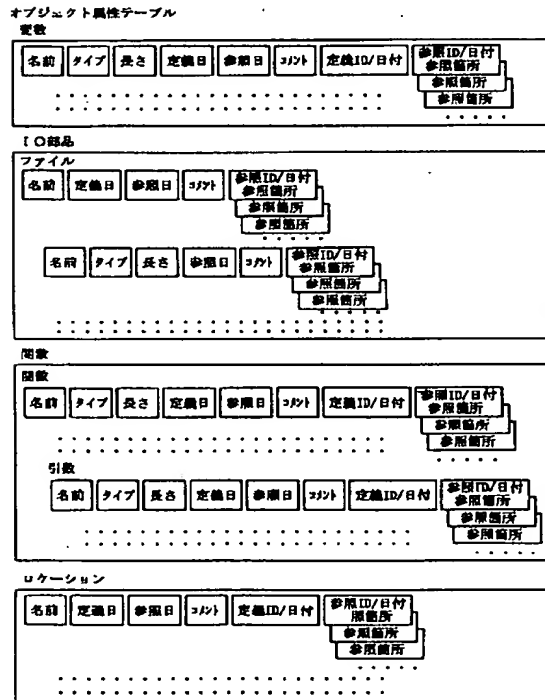 オブジェクト属性テーブル
変数
名前 タイプ 長さ 定義日 参照日 コメント 定義ID/日付 参照ID/日付
参照箇所
参照箇所
参照箇所
IO部品
ファイル
名前 定義日 参照日 コメント 参照ID/日付
参照箇所
参照箇所
参照箇所
名前 タイプ 長さ 参照日 コメント 参照ID/日付
参照箇所
参照箇所
参照箇所
関数
関数
名前 タイプ 長さ 定義日 参照日 コメント 定義ID/日付 参照ID/日付
参照箇所
参照箇所
参照箇所
引数
名前 タイプ 長さ 定義日 参照日 コメント 定義ID/日付 参照ID/日付
参照箇所
参照箇所
参照箇所
ロケーション
名前 定義日 参照日 コメント 定義ID/日付 参照ID/日付
照箇所
参照箇所
参照箇所